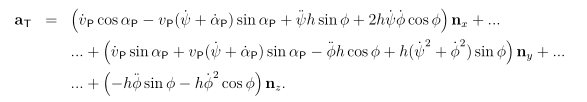 a_T = ( v̇_P cos α_P − v_P(ψ̇ + α̇_P) sin α_P + ψ̈h sin ϕ + 2hψ̇ϕ̇ cos ϕ ) n_x + ...
... + ( v̇_P sin α_P + v_P(ψ̇ + α̇_P) sin α_P − ϕ̈h cos ϕ + h(ψ̇² + ϕ̇²) sin ϕ ) n_y + ...
... + ( −hϕ̈ sin ϕ − hϕ̇² cos ϕ ) n_z.